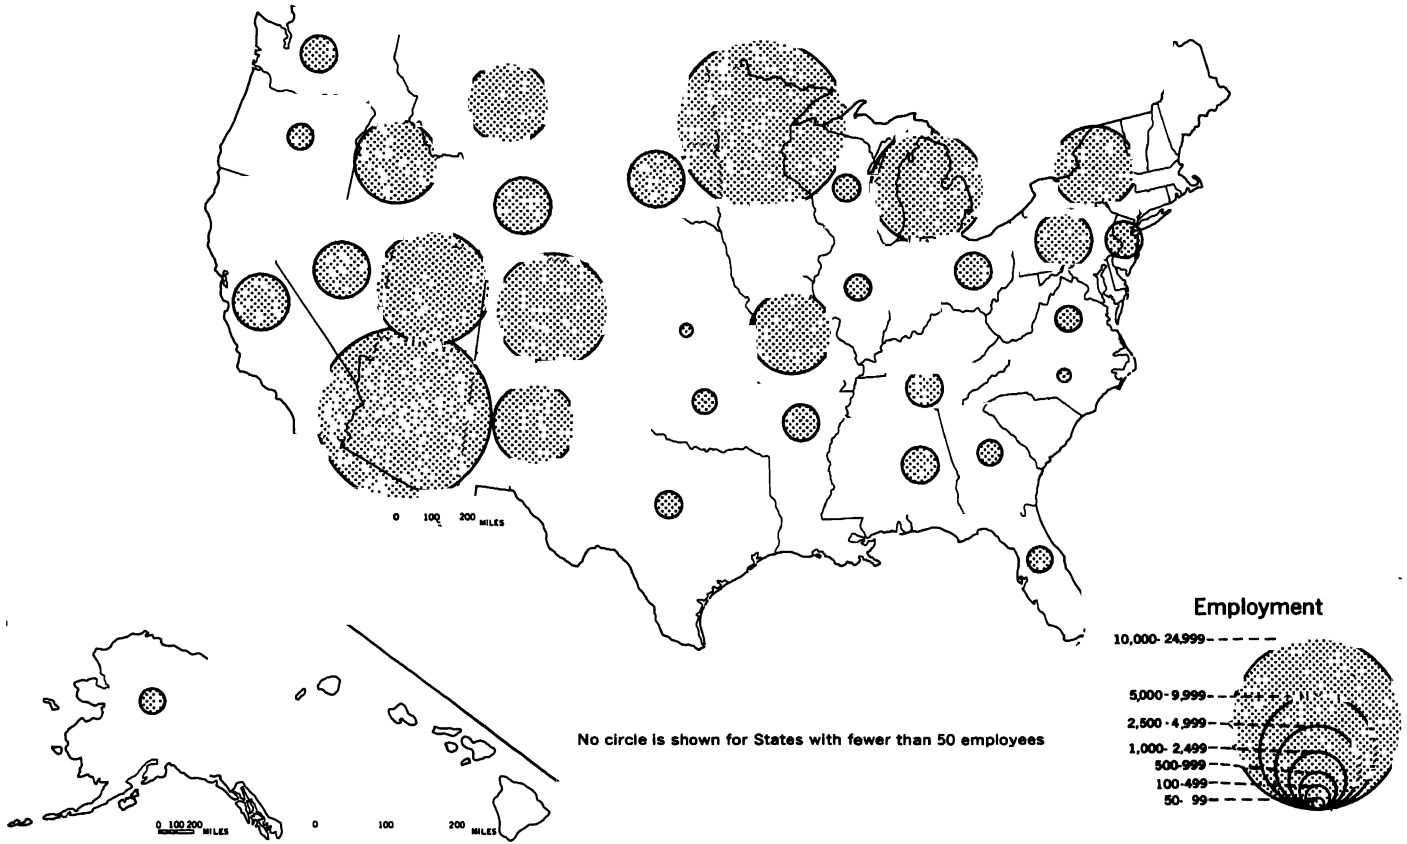 0 100 200 MILES
Employment
10,000- 24,999
5,000 - 9,999
2,500 - 4,999
1,000- 2,499
500-999
100-499
50- 99
No circle is shown for States with fewer than 50 employees
0 100 200 MILES
0 100 200 MILES